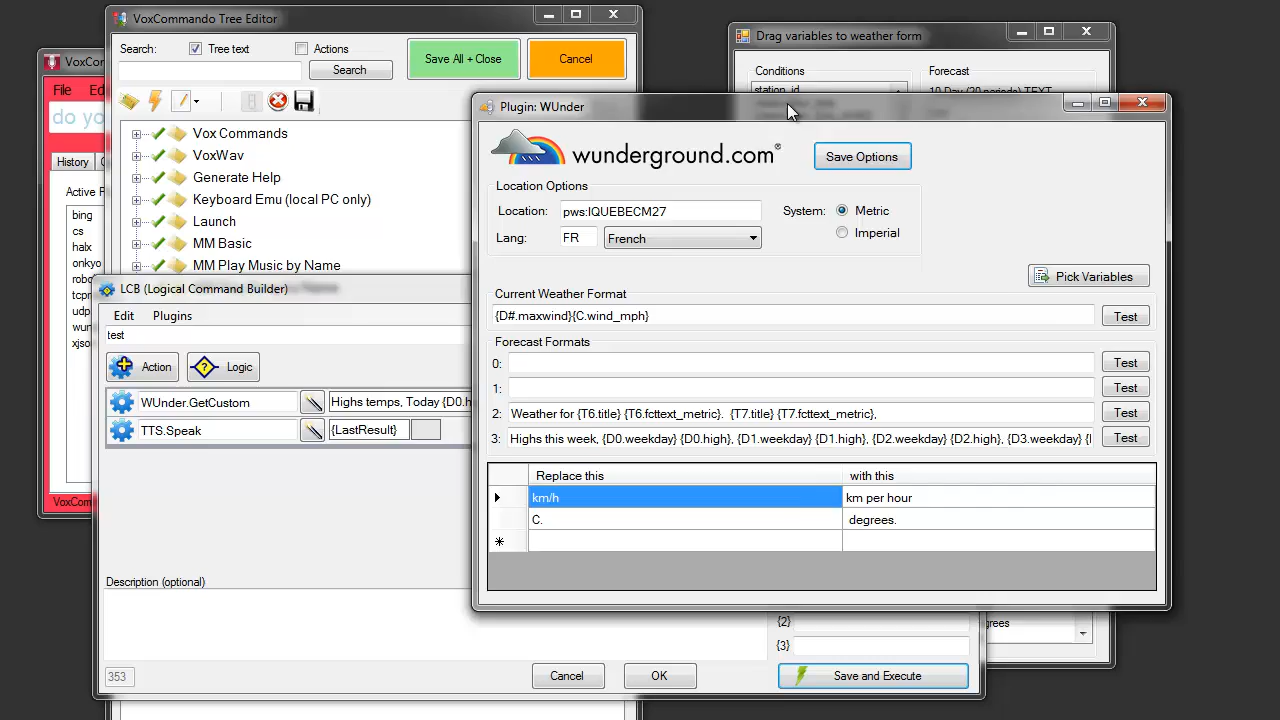 VoxCommando Tree Editor
Search:
Tree text
Actions
Search
Save All + Close
Cancel
Vox Commands
VoxWav
Generate Help
Keyboard Emu (local PC only)
Launch
MM Basic
MM Play Music by Name
VoxCom
File
do yo
History
Active P
bing
cs
halx
onkyo
robo
tcpr
udp
wun
xjso
VoxCom
Drag variables to weather form
Conditions
station_id
Forecast
10 Day (20 periods) TEXT
Plugin: WUnder
wunderground.com®
Save Options
Location Options
Location: pws:IQUEBECM27
System: Metric
Imperial
Lang: FR French
Pick Variables
Current Weather Format
{D#.maxwind}{C.wind_mph}
Test
Forecast Formats
0:
Test
1:
Test
2: Weather for {T6.title} {T6.fcttext_metric}. {T7.title} {T7.fcttext_metric},
Test
3: Highs this week, {D0.weekday} {D0.high}, {D1.weekday} {D1.high}, {D2.weekday} {D2.high}, {D3.weekday}
Test
Replace this
with this
km/h
km per hour
C.
degrees.
LCB (Logical Command Builder)
Edit
Plugins
test
Action
Logic
WUnder.GetCustom
Highs temps, Today {D0.h
TTS.Speak
{LastResult}
Description (optional)
{2}
{3}
grees
353
Cancel
OK
Save and Execute